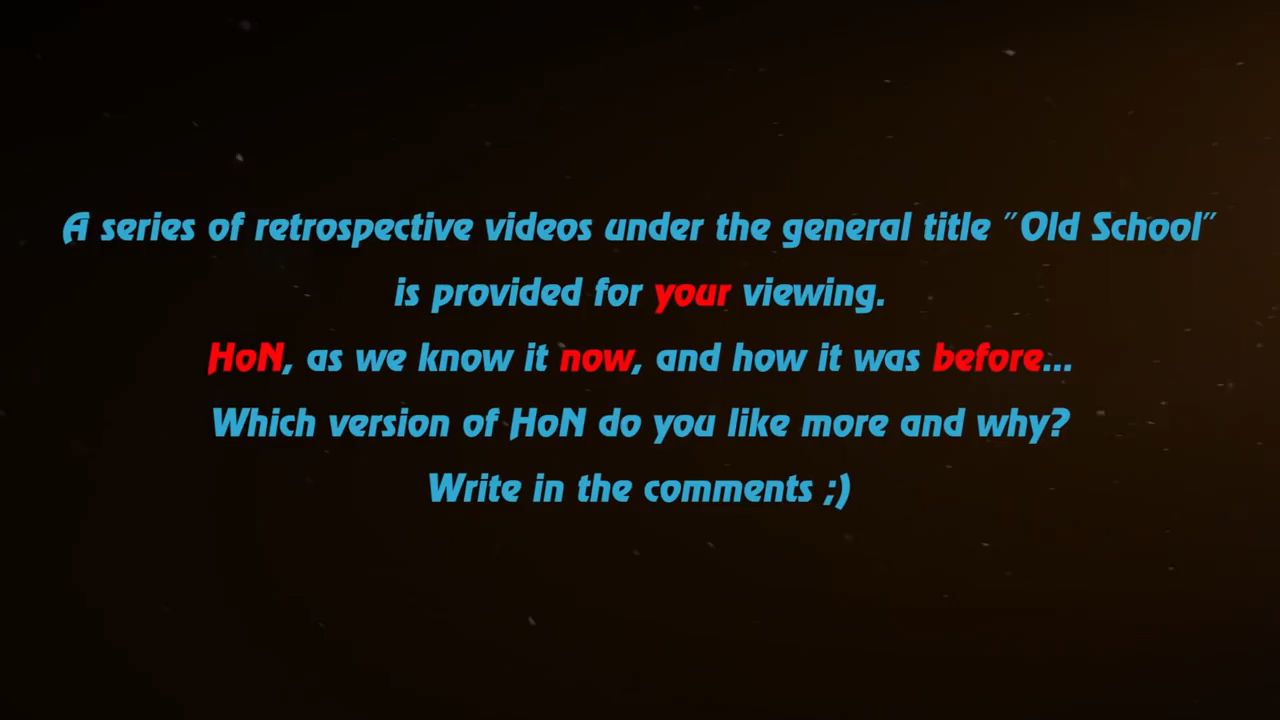 A series of retrospective videos under the general title "Old School"
is provided for your viewing.
HoN, as we know it now, and how it was before...
Which version of HoN do you like more and why?
Write in the comments ;)